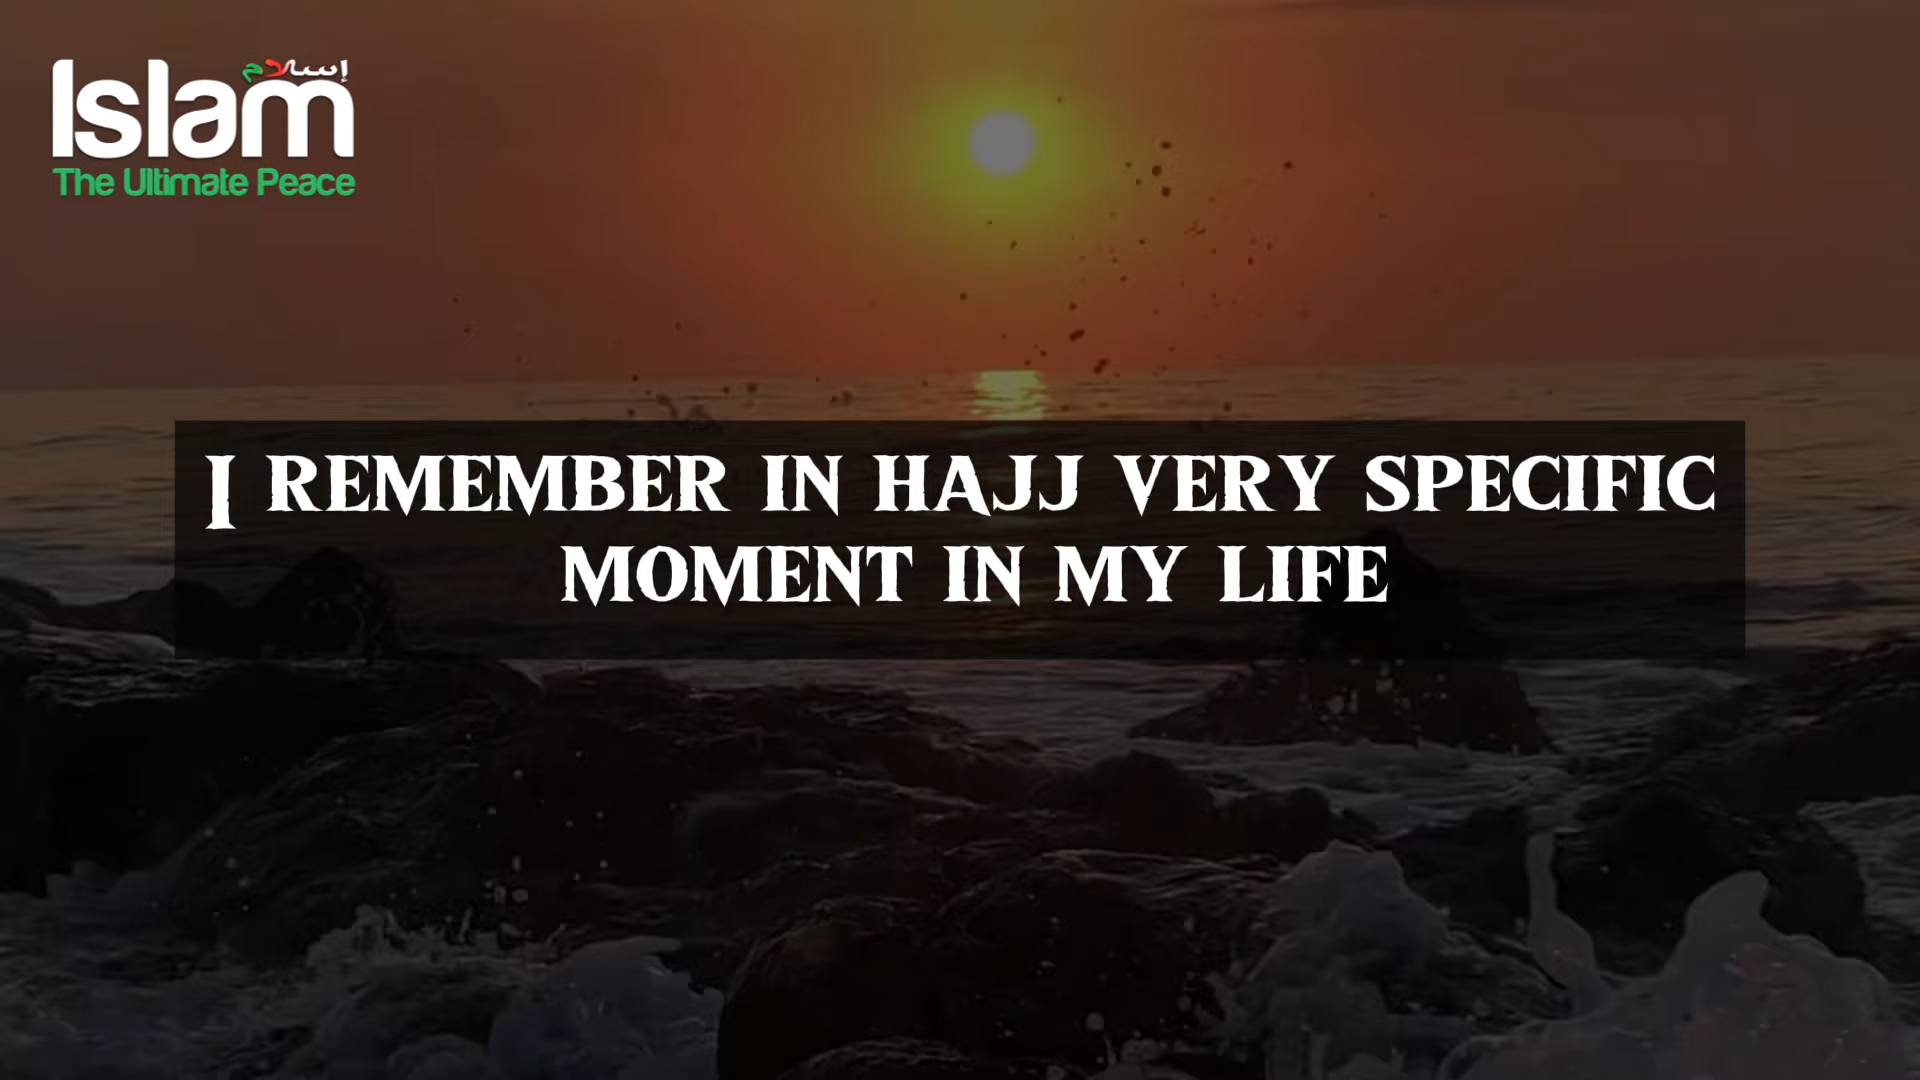 إسلام
Islam
The Ultimate Peace
I REMEMBER IN HAJJ VERY SPECIFIC
MOMENT IN MY LIFE